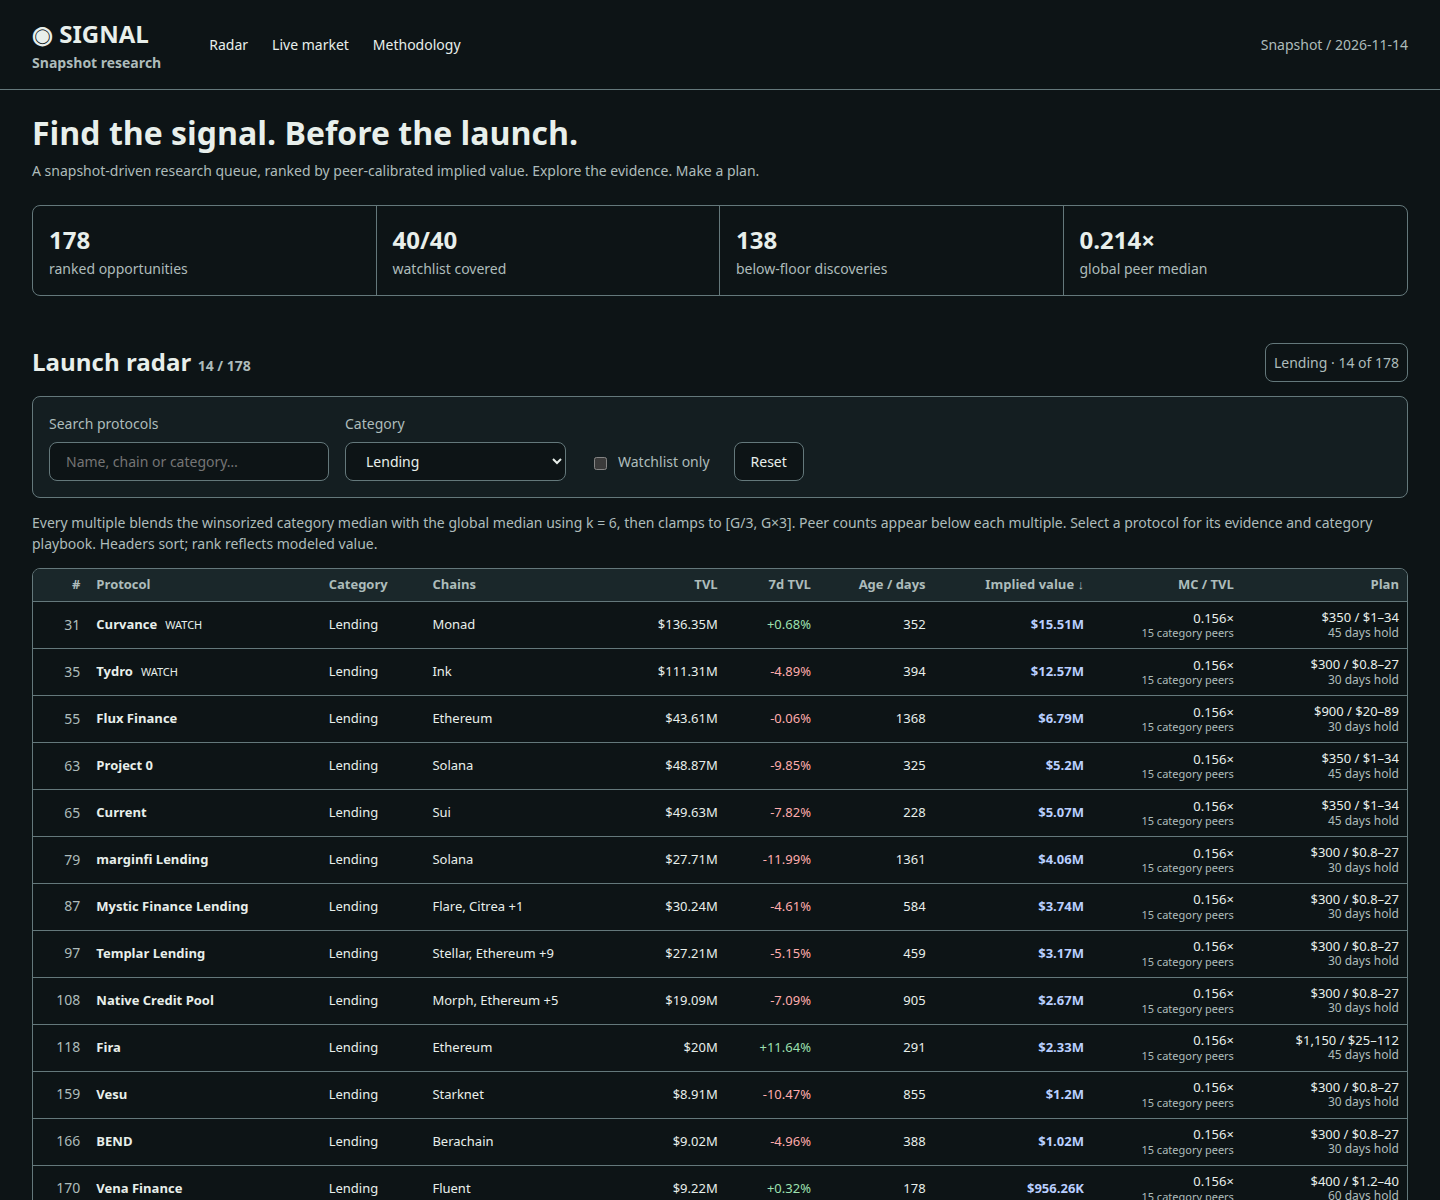 ◉ SIGNAL
Snapshot research
Radar Live market Methodology
Snapshot / 2026-11-14
Find the signal. Before the launch.
A snapshot-driven research queue, ranked by peer-calibrated implied value. Explore the evidence. Make a plan.
178
ranked opportunities
40/40
watchlist covered
138
below-floor discoveries
0.214×
global peer median
Launch radar 14 / 178
Lending · 14 of 178
Search protocols
Category
Name, chain or category...
Lending
Watchlist only
Reset
Every multiple blends the winsorized category median with the global median using k = 6, then clamps to [G/3, G×3]. Peer counts appear below each multiple. Select a protocol for its evidence and category
playbook. Headers sort; rank reflects modeled value.
# Protocol Category Chains TVL 7d TVL Age / days Implied value ↓ MC / TVL Plan
31 Curvance WATCH Lending Monad $136.35M +0.68% 352 $15.51M 0.156× $350 / $1–34
15 category peers 45 days hold
35 Tydro WATCH Lending Ink $111.31M -4.89% 394 $12.57M 0.156× $300 / $0.8–27
15 category peers 30 days hold
55 Flux Finance Lending Ethereum $43.61M -0.06% 1368 $6.79M 0.156× $900 / $20–89
15 category peers 30 days hold
63 Project 0 Lending Solana $48.87M -9.85% 325 $5.2M 0.156× $350 / $1–34
15 category peers 45 days hold
65 Current Lending Sui $49.63M -7.82% 228 $5.07M 0.156× $350 / $1–34
15 category peers 45 days hold
79 marginfi Lending Lending Solana $27.71M -11.99% 1361 $4.06M 0.156× $300 / $0.8–27
15 category peers 30 days hold
87 Mystic Finance Lending Lending Flare, Citrea +1 $30.24M -4.61% 584 $3.74M 0.156× $300 / $0.8–27
15 category peers 30 days hold
97 Templar Lending Lending Stellar, Ethereum +9 $27.21M -5.15% 459 $3.17M 0.156× $300 / $0.8–27
15 category peers 30 days hold
108 Native Credit Pool Lending Morph, Ethereum +5 $19.09M -7.09% 905 $2.67M 0.156× $300 / $0.8–27
15 category peers 30 days hold
118 Fira Lending Ethereum $20M +11.64% 291 $2.33M 0.156× $1,150 / $25–112
15 category peers 45 days hold
159 Vesu Lending Starknet $8.91M -10.47% 855 $1.2M 0.156× $300 / $0.8–27
15 category peers 30 days hold
166 BEND Lending Berachain $9.02M -4.96% 388 $1.02M 0.156× $300 / $0.8–27
15 category peers 30 days hold
170 Vena Finance Lending Fluent $9.22M +0.32% 178 $956.26K 0.156× $400 / $1.2–40
15 category peers 60 days hold